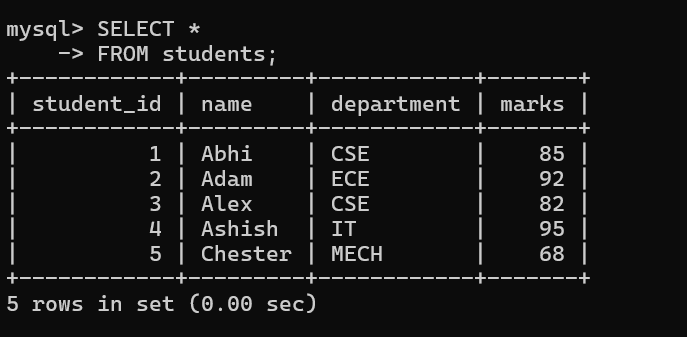 mysql> SELECT *
    -> FROM students;
+------------+---------+------------+-------+
| student_id | name    | department | marks |
+------------+---------+------------+-------+
|          1 | Abhi    | CSE        |    85 |
|          2 | Adam    | ECE        |    92 |
|          3 | Alex    | CSE        |    82 |
|          4 | Ashish  | IT         |    95 |
|          5 | Chester | MECH       |    68 |
+------------+---------+------------+-------+
5 rows in set (0.00 sec)